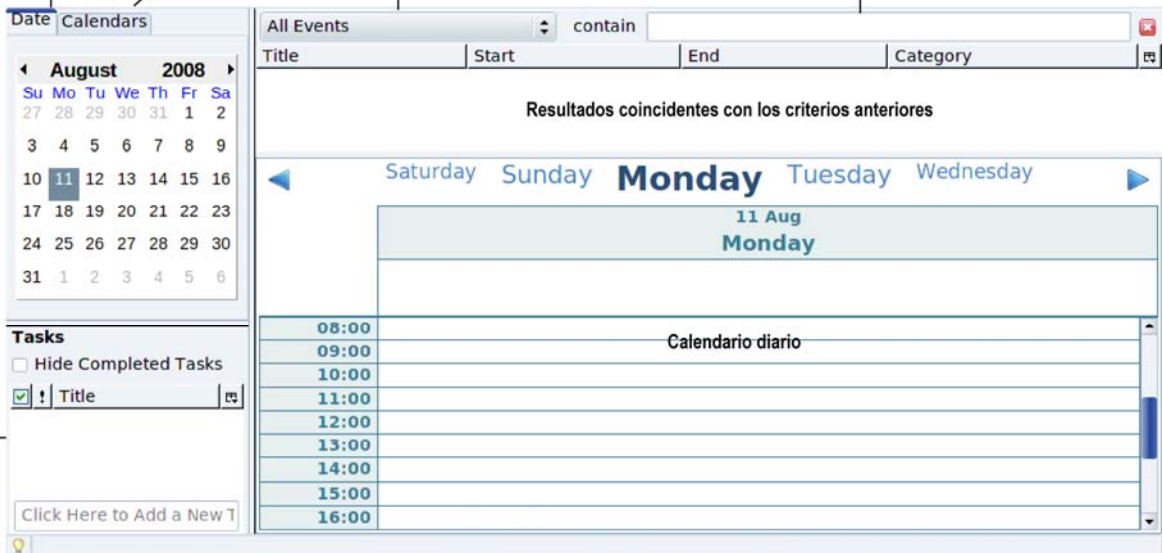 Date Calendars
August 2008
Su Mo Tu We Th Fr Sa
27 28 29 30 31 1 2
3 4 5 6 7 8 9
10 11 12 13 14 15 16
17 18 19 20 21 22 23
24 25 26 27 28 29 30
31 1 2 3 4 5 6
Tasks
Hide Completed Tasks
! Title
Click Here to Add a New T
All Events contain
Title Start End Category
Resultados coincidentes con los criterios anteriores
Saturday Sunday Monday Tuesday Wednesday
11 Aug
Monday
08:00
Calendario diario
09:00
10:00
11:00
12:00
13:00
14:00
15:00
16:00